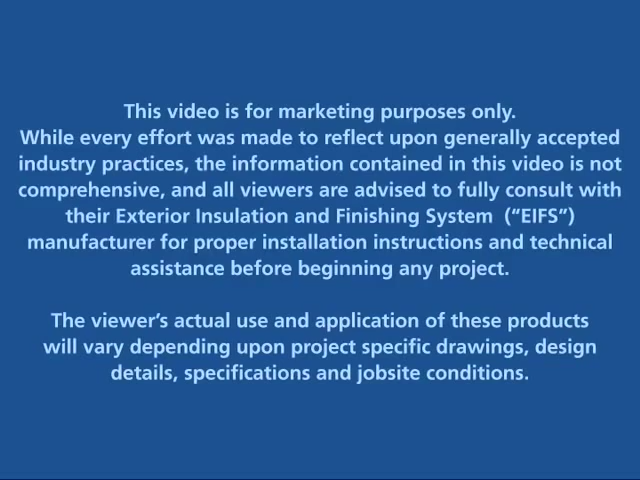 This video is for marketing purposes only.
While every effort was made to reflect upon generally accepted
industry practices, the information contained in this video is not
comprehensive, and all viewers are advised to fully consult with
their Exterior Insulation and Finishing System (“EIFS”)
manufacturer for proper installation instructions and technical
assistance before beginning any project.
The viewer’s actual use and application of these products
will vary depending upon project specific drawings, design
details, specifications and jobsite conditions.